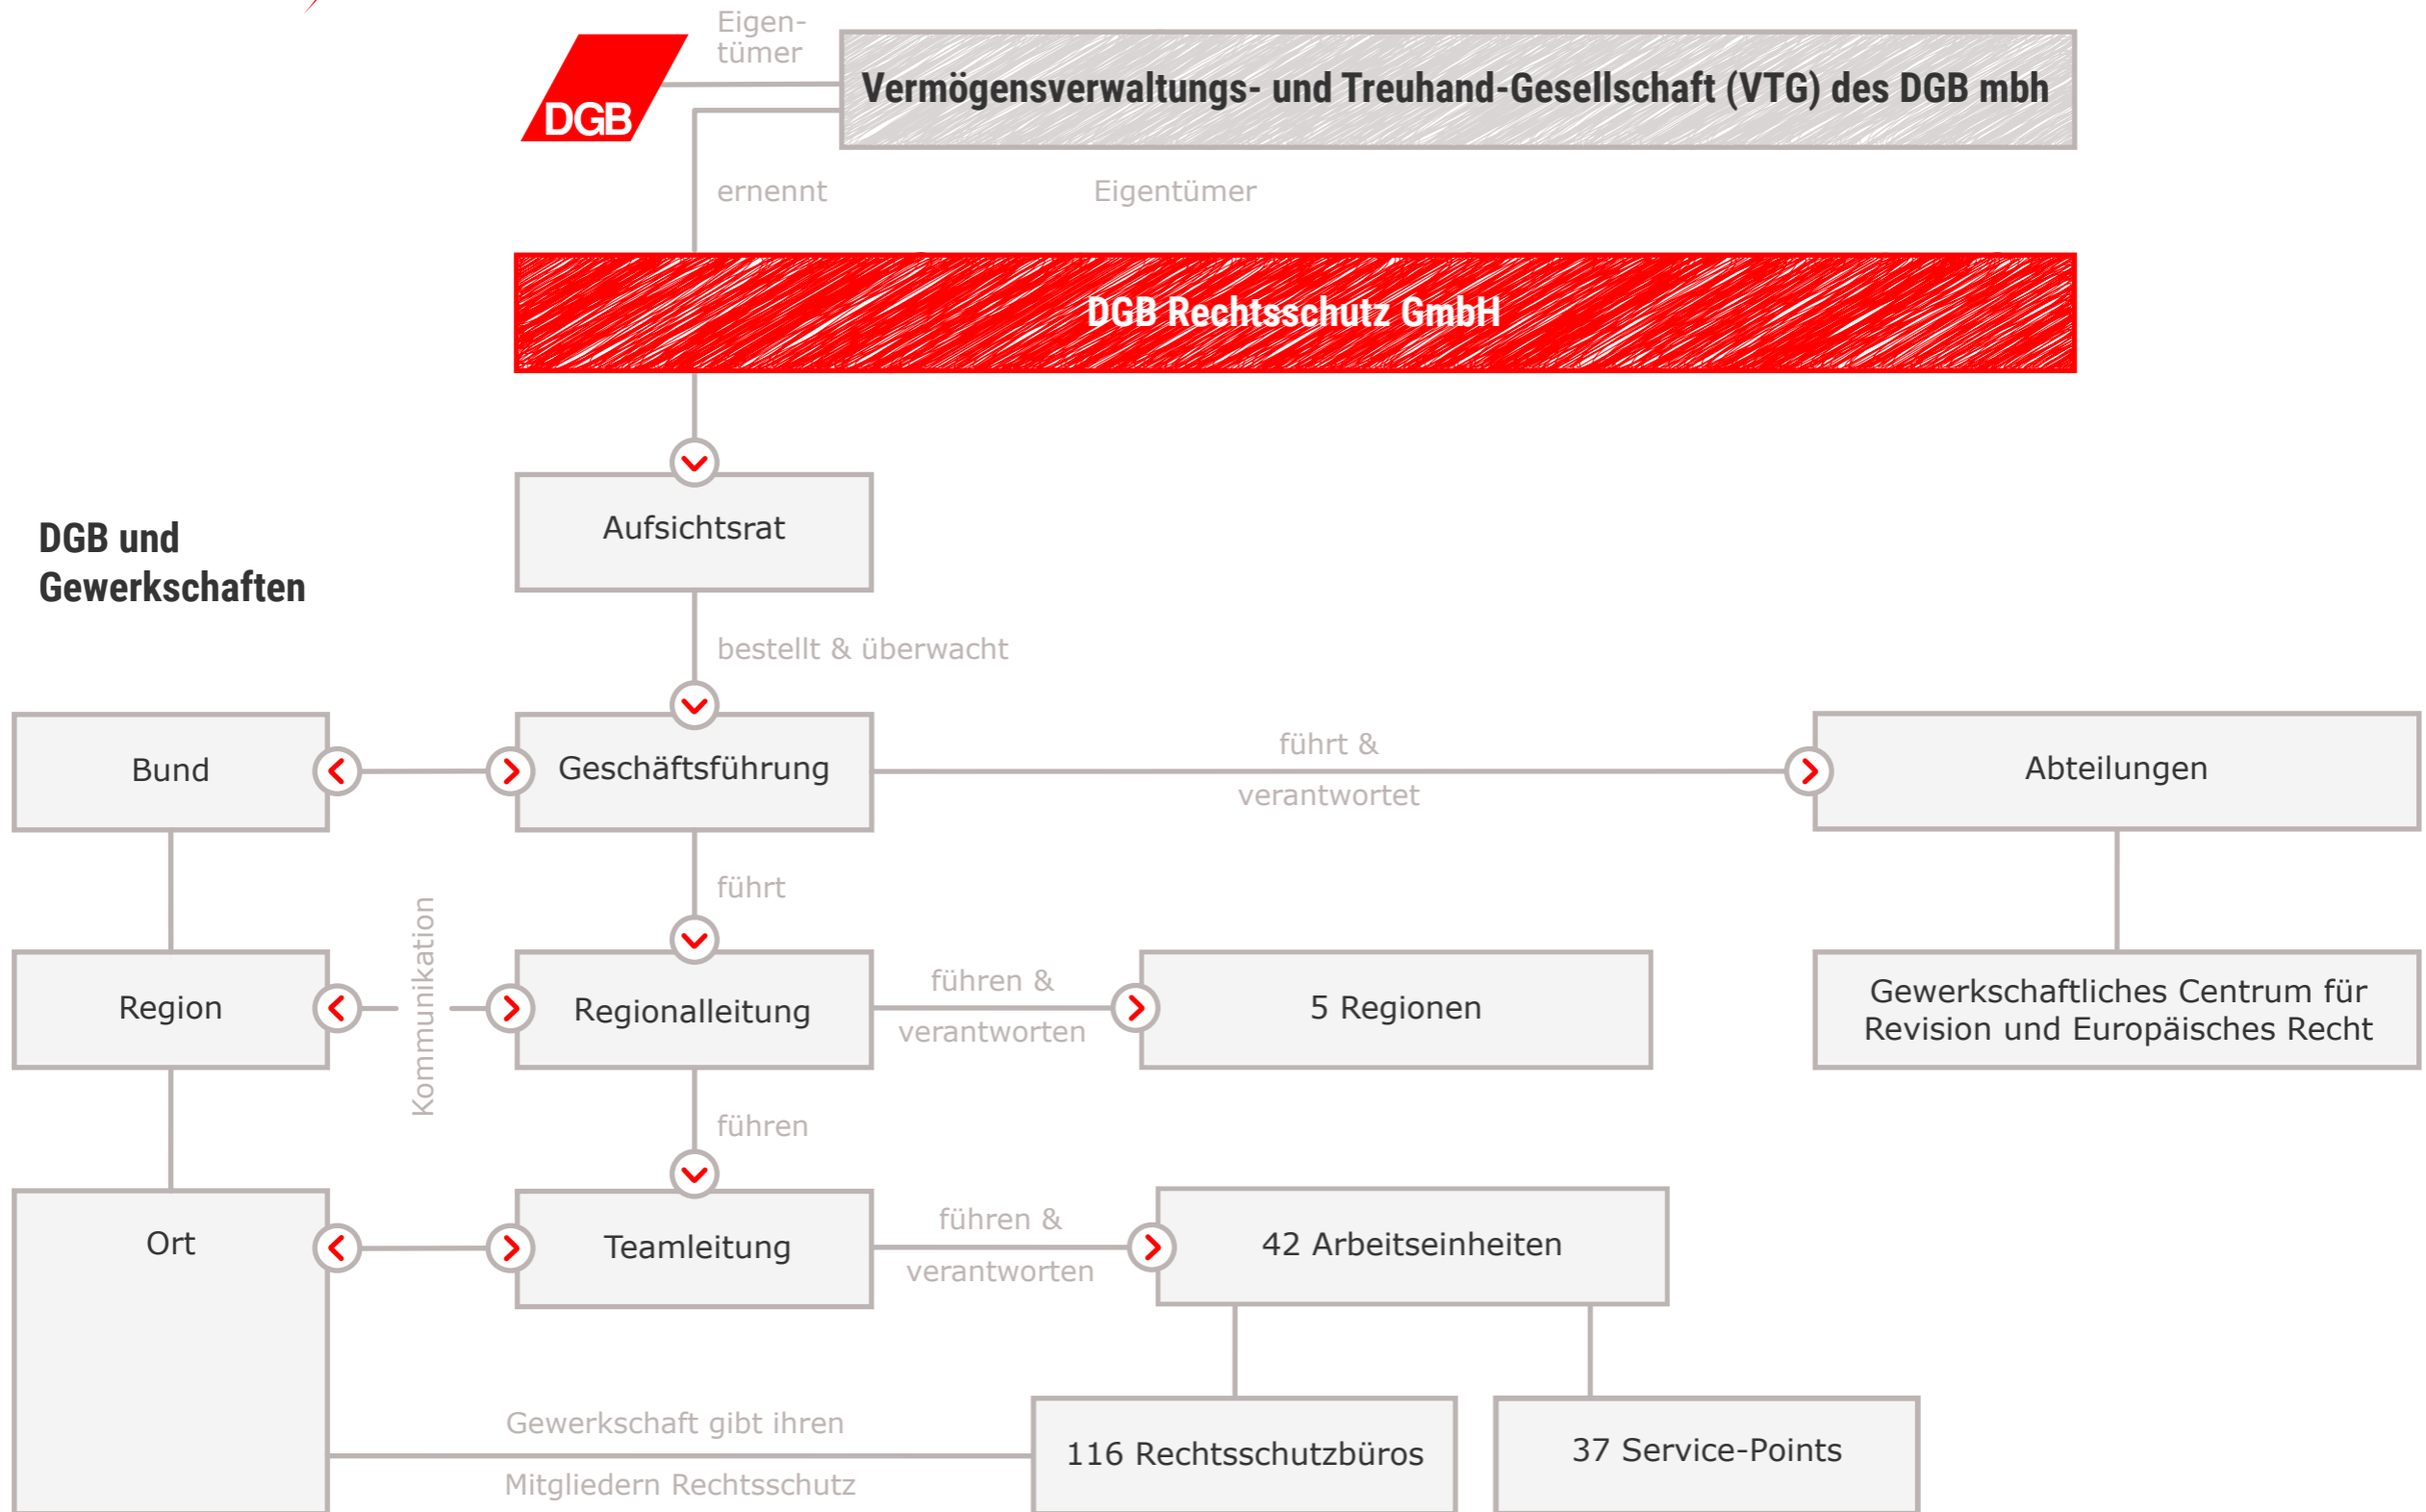 Eigen-
tümer
DGB
Vermögensverwaltungs- und Treuhand-Gesellschaft (VTG) des DGB mbh
ernennt
Eigentümer
DGB Rechtsschutz GmbH
Aufsichtsrat
DGB und
Gewerkschaften
bestellt & überwacht
Bund
Geschäftsführung
führt &
verantwortet
Abteilungen
führt
Kommunikation
Region
Regionalleitung
führen &
verantworten
5 Regionen
Gewerkschaftliches Centrum für
Revision und Europäisches Recht
führen
Ort
Teamleitung
führen &
verantworten
42 Arbeitseinheiten
Gewerkschaft gibt ihren
Mitgliedern Rechtsschutz
116 Rechtsschutzbüros
37 Service-Points